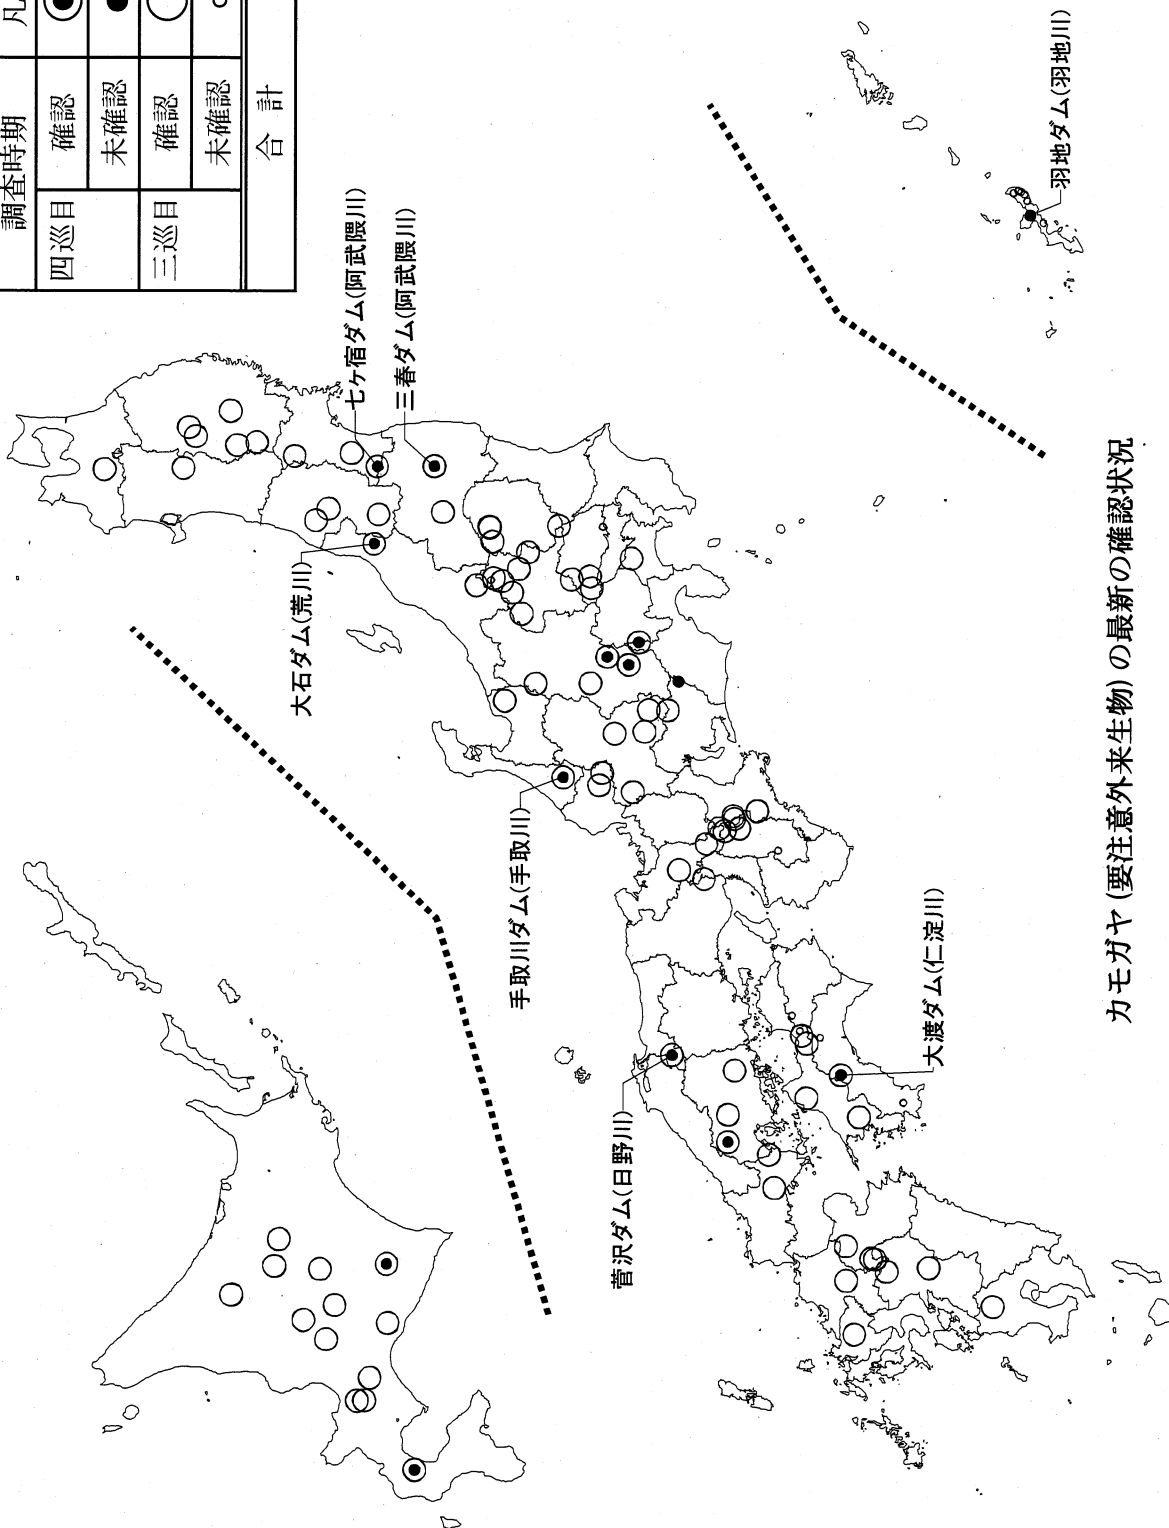 調査時期 凡
四巡目 確認
未確認
三巡目 確認
未確認
合 計
七ヶ宿ダム(阿武隈川)
三春ダム(阿武隈川)
大石ダム(荒川)
手取川ダム(手取川)
菅沢ダム(日野川)
大渡ダム(仁淀川)
羽地ダム(羽地川)
カモガヤ(要注意外来生物)の最新の確認状況